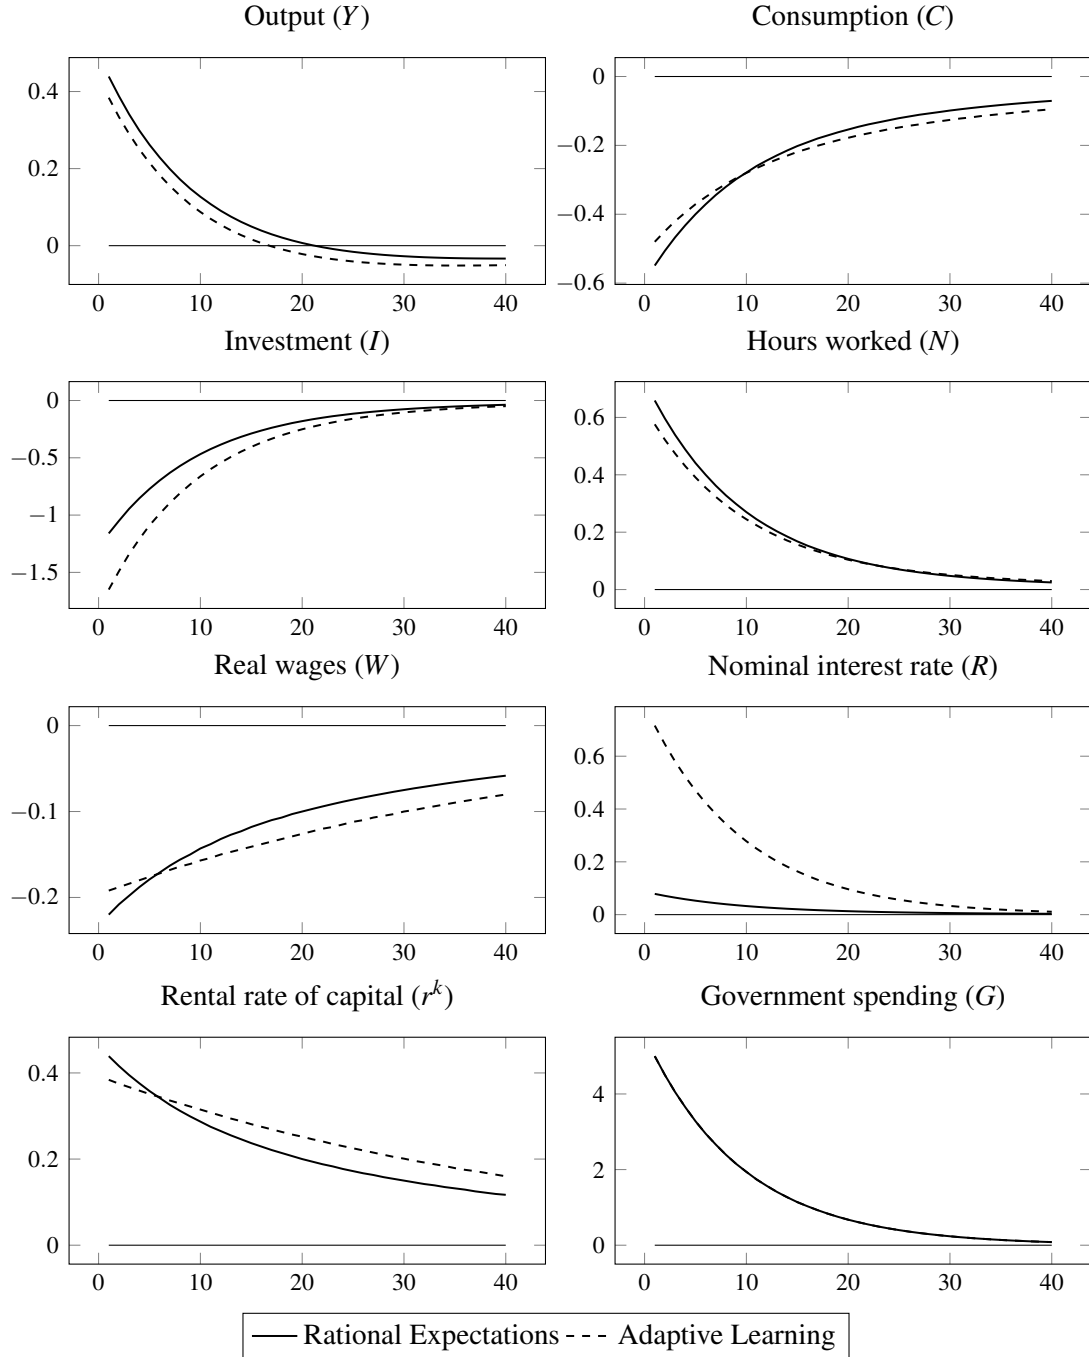 Output (Y)
Consumption (C)
0.4
0.2
0
0 10 20 30 40
0
−0.2
−0.4
−0.6
0 10 20 30 40
Investment (I)
Hours worked (N)
0
−0.5
−1
−1.5
0 10 20 30 40
0.6
0.4
0.2
0
0 10 20 30 40
Real wages (W)
Nominal interest rate (R)
0
−0.1
−0.2
0 10 20 30 40
0.6
0.4
0.2
0
0 10 20 30 40
Rental rate of capital (r^k)
Government spending (G)
0.4
0.2
0
0 10 20 30 40
4
2
0
0 10 20 30 40
Rational Expectations Adaptive Learning